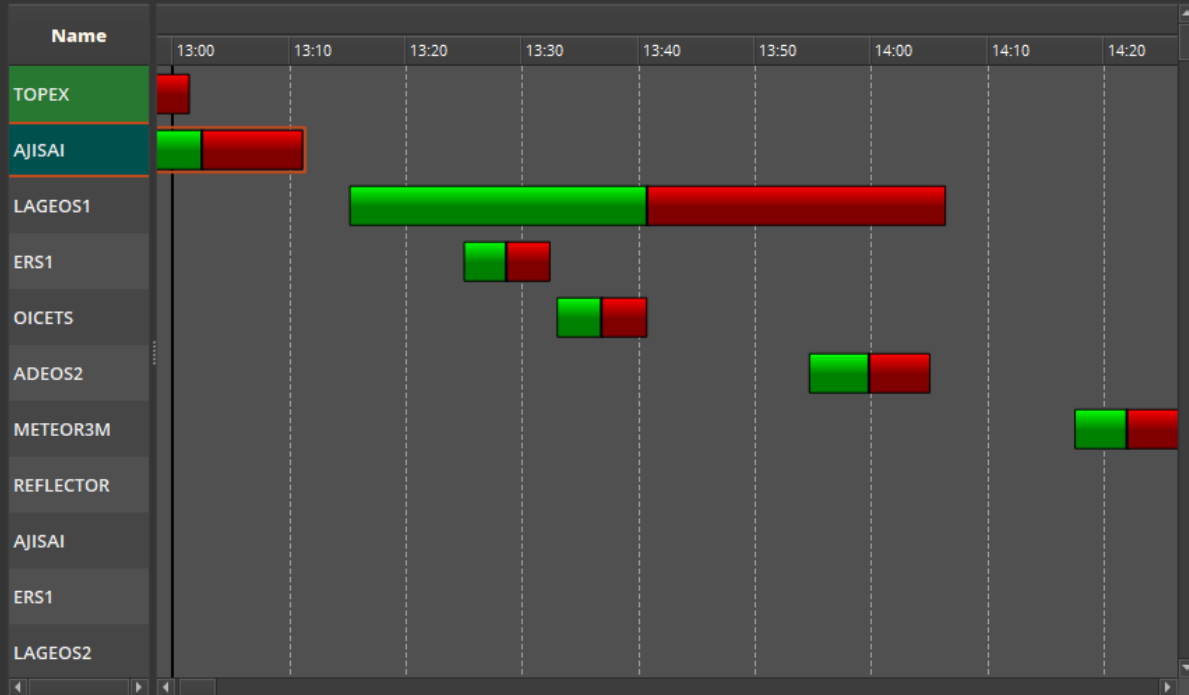 Name
13:00 13:10 13:20 13:30 13:40 13:50 14:00 14:10 14:20
TOPEX
AJISAI
LAGEOS1
ERS1
OICETS
ADEOS2
METEOR3M
REFLECTOR
AJISAI
ERS1
LAGEOS2